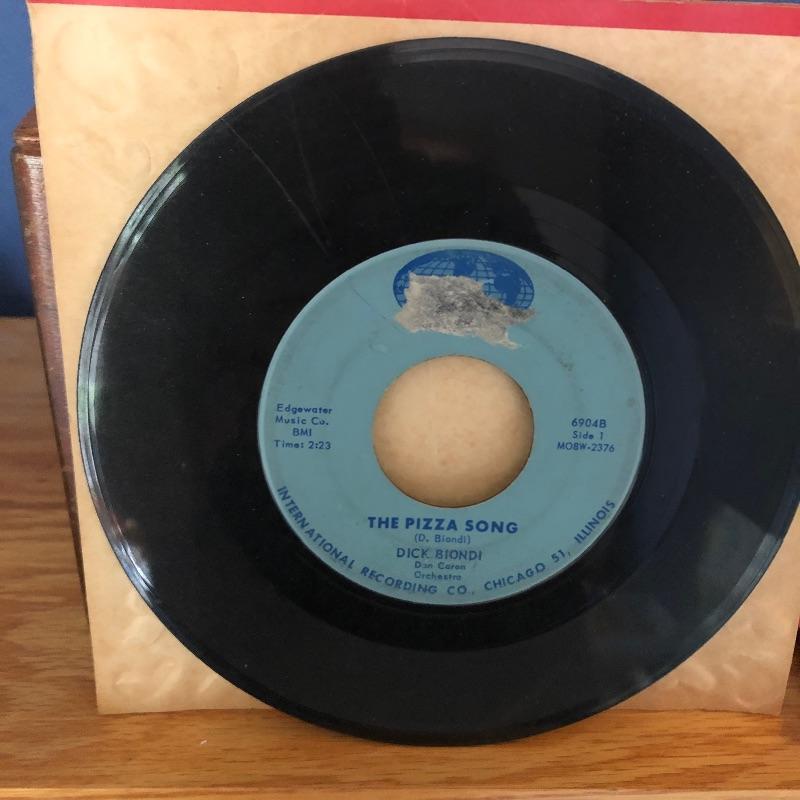 Edgewater
Music Co.
BMI
Time: 2:23
6904B
Side 1
MO8W-2376
THE PIZZA SONG
(D. Biondi)
DICK BIONDI
Dan Caron
Orchestra
INTERNATIONAL RECORDING CO., CHICAGO 51, ILLINOIS